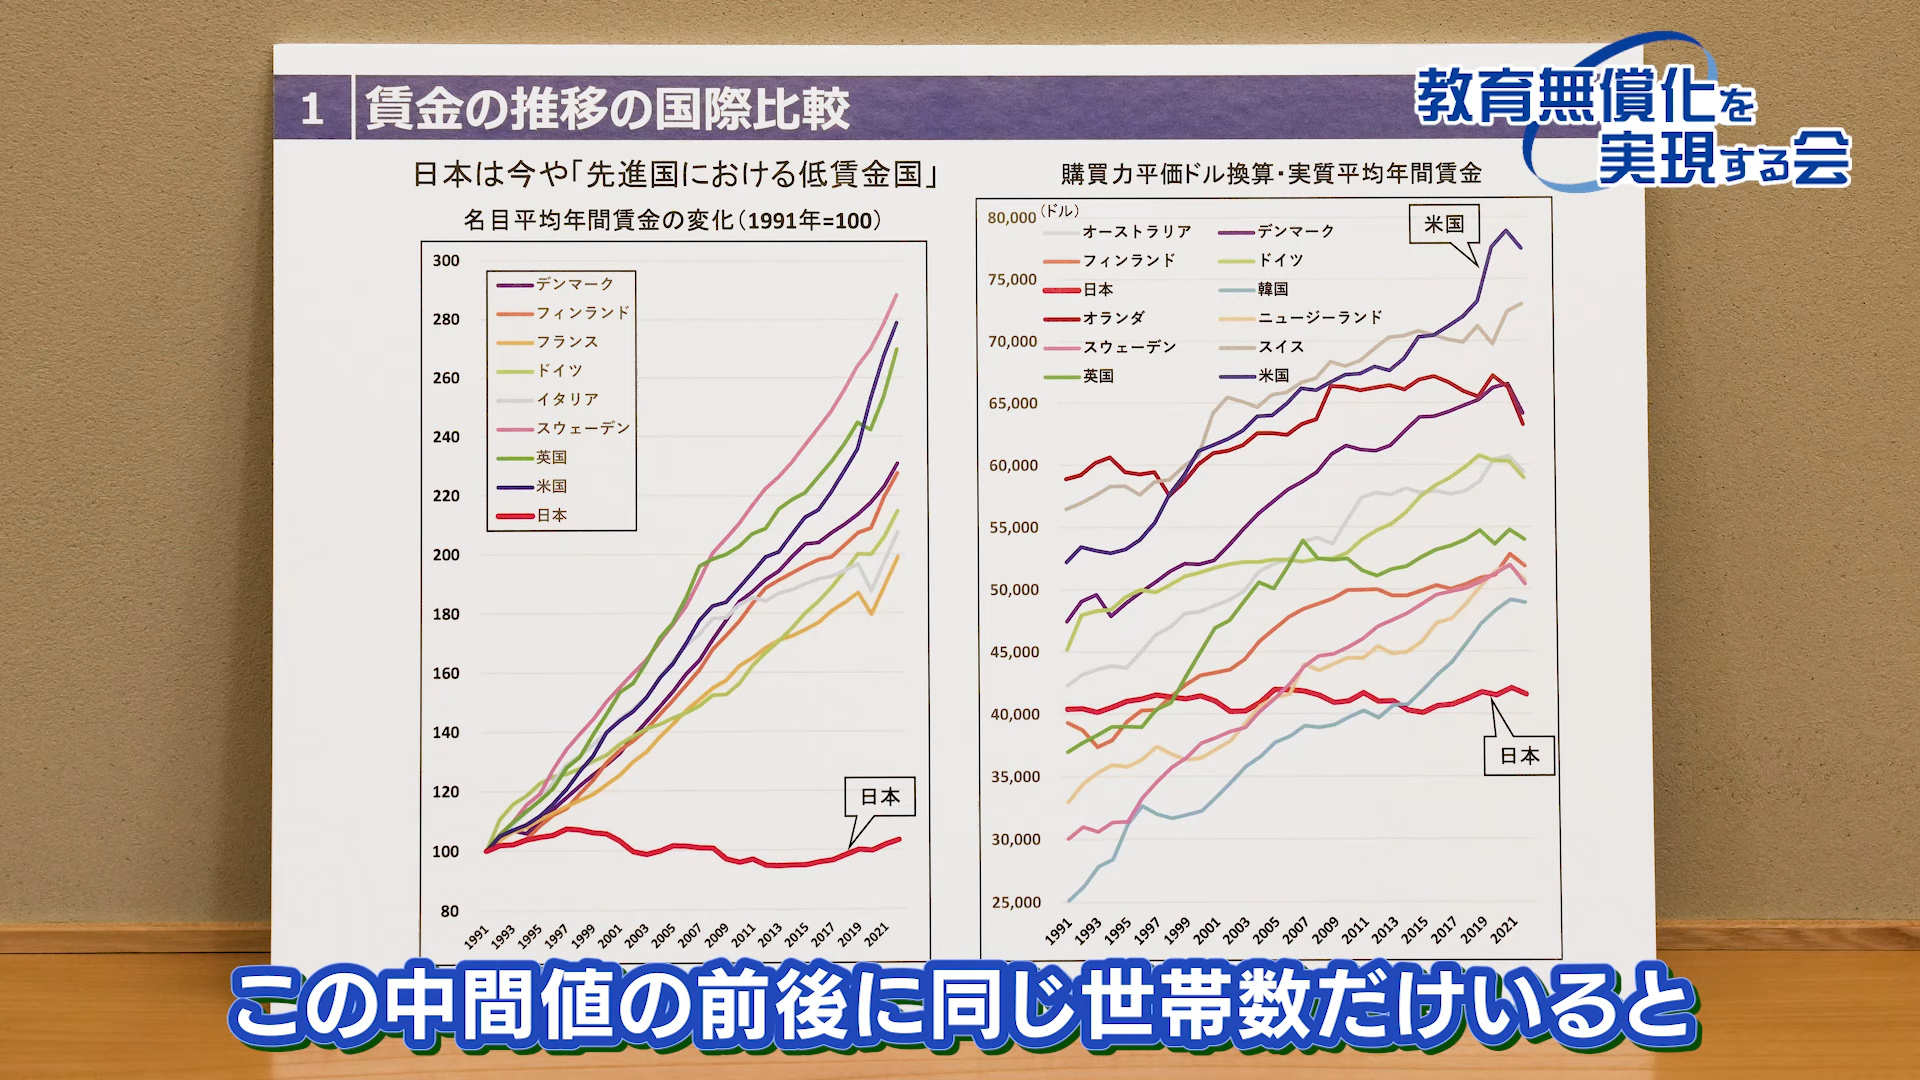 1 賃金の推移の国際比較
教育無償化を
実現する会
日本は今や「先進国における低賃金国」
名目平均年間賃金の変化(1991年=100)
300
280
260
240
220
200
180
160
140
120
100
80
デンマーク
フィンランド
フランス
ドイツ
イタリア
スウェーデン
英国
米国
日本
日本
1991 1993 1995 1997 1999 2001 2003 2005 2007 2009 2011 2013 2015 2017 2019 2021
購買力平価ドル換算・実質平均年間賃金
(ドル)
80,000
75,000
70,000
65,000
60,000
55,000
50,000
45,000
40,000
35,000
30,000
25,000
オーストラリア デンマーク
フィンランド ドイツ
日本 韓国
オランダ ニュージーランド
スウェーデン スイス
英国 米国
米国
日本
1991 1993 1995 1997 1999 2001 2003 2005 2007 2009 2011 2013 2015 2017 2019 2021
この中間値の前後に同じ世帯数だけいると